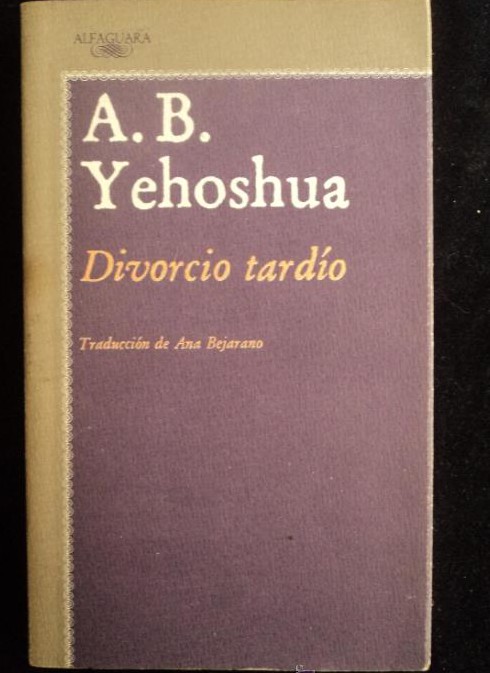 ALFAGUARA
A. B.
Yehoshua
Divorcio tardío
Traducción de Ana Bejarano